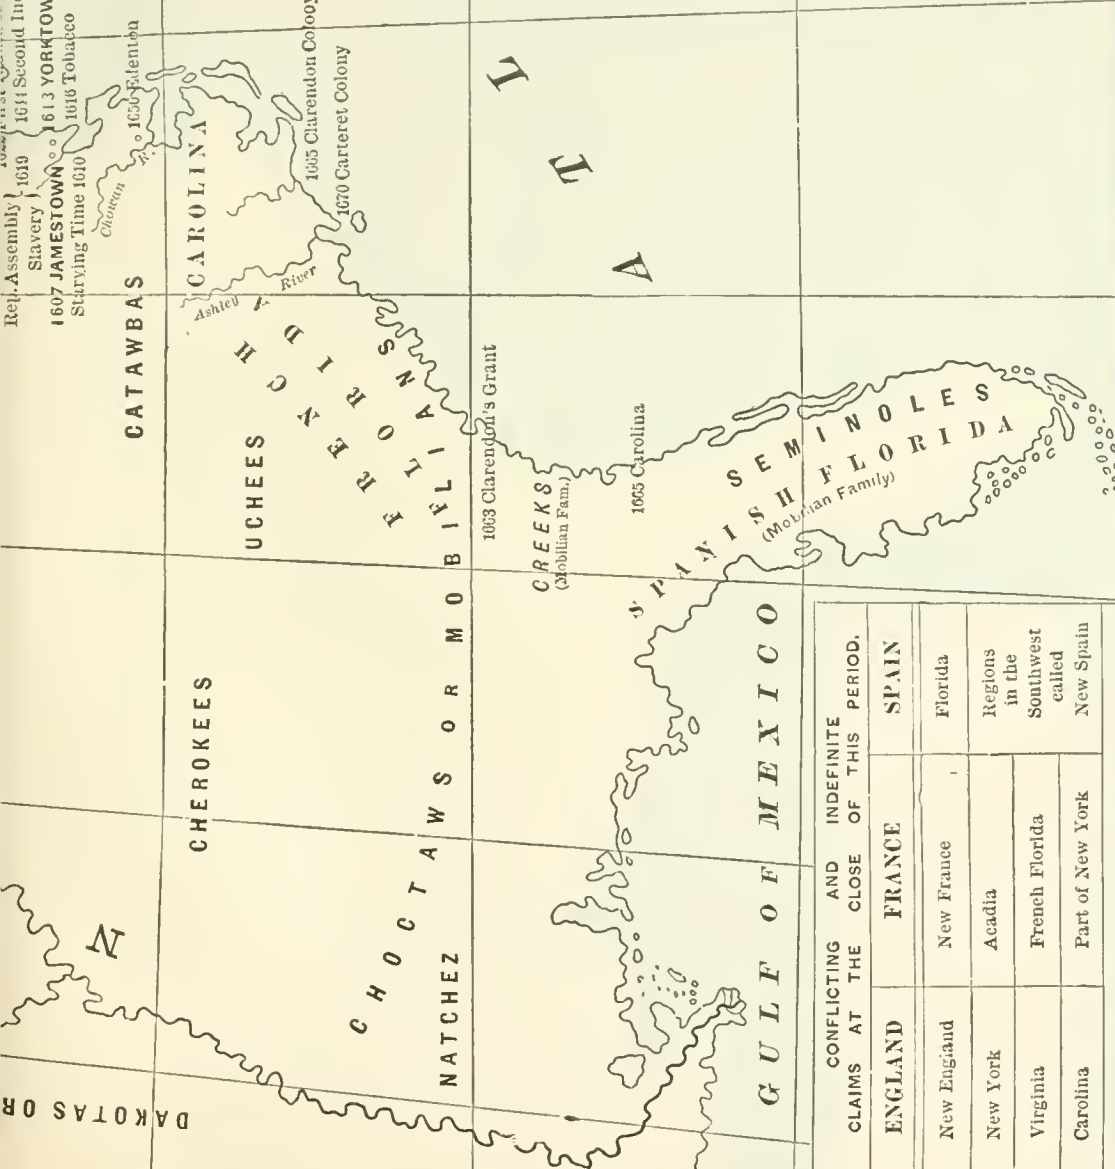 Rep. Assembly } 1619
Slavery }
1611 Second
1607 JAMESTOWN
1613 YORKTOWN
Starving Time 1610
1616 Tobacco
Chowan R.
Edenton
CAROLINA
1665 Clarendon Colony
1670 Carteret Colony
Ashley River
CATAWBAS
UCHEES
FRENCH
FLORIDA
CHEROKEES
CHOCTAWS OR MOBILIANS
NATCHEZ
DAKOTAS OR
N
A T L
1663 Clarendon's Grant
CREEKS
(Mobilian Fam.)
1665 Carolina
SEMINOLES
SPANISH FLORIDA
(Mobilian Family)
GULF OF MEXICO
CONFLICTING AND INDEFINITE
CLAIMS AT THE CLOSE OF THIS PERIOD.
ENGLAND FRANCE SPAIN
New England New France Florida
New York Acadia Regions
in the
Virginia French Florida Southwest
called
Carolina Part of New York New Spain